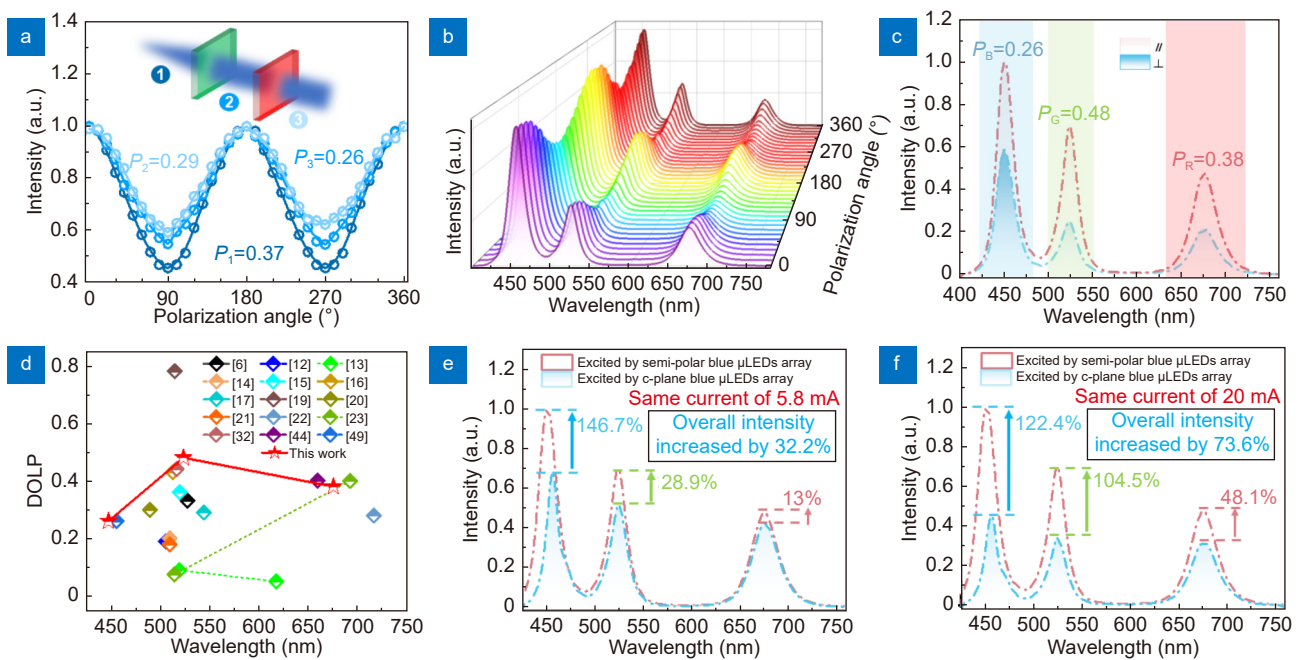 a
1.4
1.2
1.0
0.8
0.6
0.4
Intensity (a.u.)
1
2
3
P2=0.29
P3=0.26
P1=0.37
0 90 180 270 360
Polarization angle (°)
b
Intensity (a.u.)
400 450 500 550 600 650 700 750
Wavelength (nm)
360
270
180
90
0
Polarization angle (°)
c
1.2
1.0
0.8
0.6
0.4
0.2
0
Intensity (a.u.)
PB=0.26
PG=0.48
PR=0.38
//
⊥
400 450 500 550 600 650 700 750
Wavelength (nm)
d
0.8
0.6
0.4
0.2
0
DOLP
[6] [12] [13]
[14] [15] [16]
[17] [19] [20]
[21] [22] [23]
[32] [44] [49]
This work
450 500 550 600 650 700 750
Wavelength (nm)
e
1.4
1.2
1.0
0.8
0.6
0.4
0.2
0
Intensity (a.u.)
Excited by semi-polar blue μLEDs array
Excited by c-plane blue μLEDs array
Same current of 5.8 mA
Overall intensity
increased by 32.2%
146.7%
28.9%
13%
450 500 550 600 650 700 750
Wavelength (nm)
f
1.2
1.0
0.8
0.6
0.4
0.2
0
Intensity (a.u.)
Excited by semi-polar blue μLEDs array
Excited by c-plane blue μLEDs array
Same current of 20 mA
Overall intensity
increased by 73.6%
122.4%
104.5%
48.1%
450 500 550 600 650 700 750
Wavelength (nm)